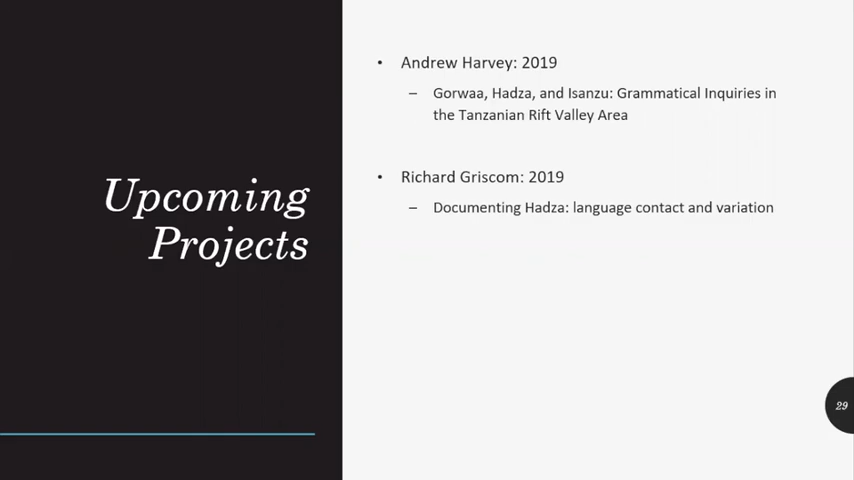 Upcoming
Projects
• Andrew Harvey: 2019
– Gorwaa, Hadza, and Isanzu: Grammatical Inquiries in
the Tanzanian Rift Valley Area
• Richard Griscom: 2019
– Documenting Hadza: language contact and variation
29